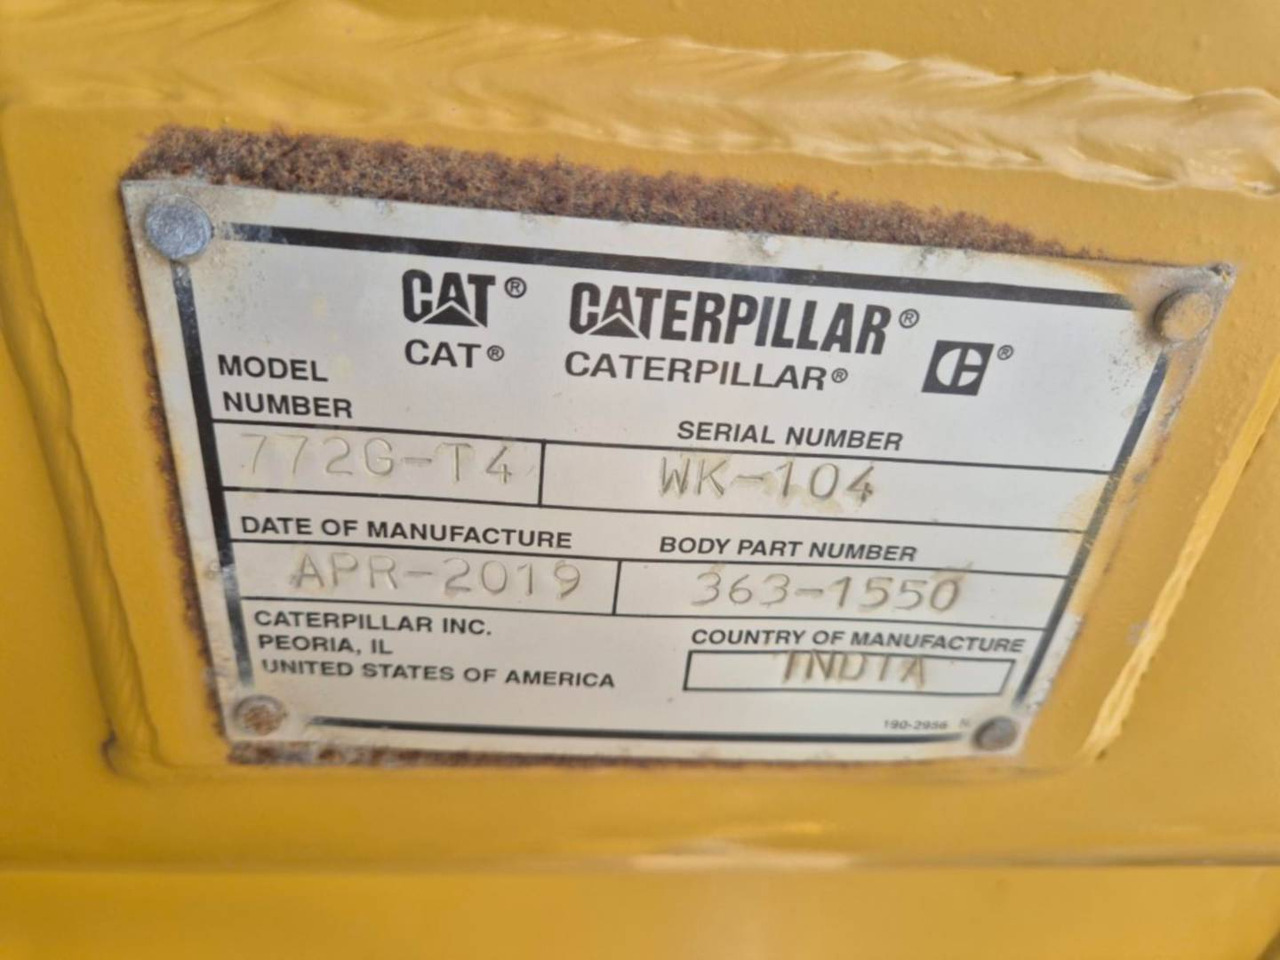 CAT® CATERPILLAR®
CAT® CATERPILLAR®
MODEL
NUMBER
SERIAL NUMBER
772G-T4 WK-104
DATE OF MANUFACTURE BODY PART NUMBER
APR-2019 363-1550
CATERPILLAR INC.
PEORIA, IL
UNITED STATES OF AMERICA
COUNTRY OF MANUFACTURE
INDIA
190-2956 N